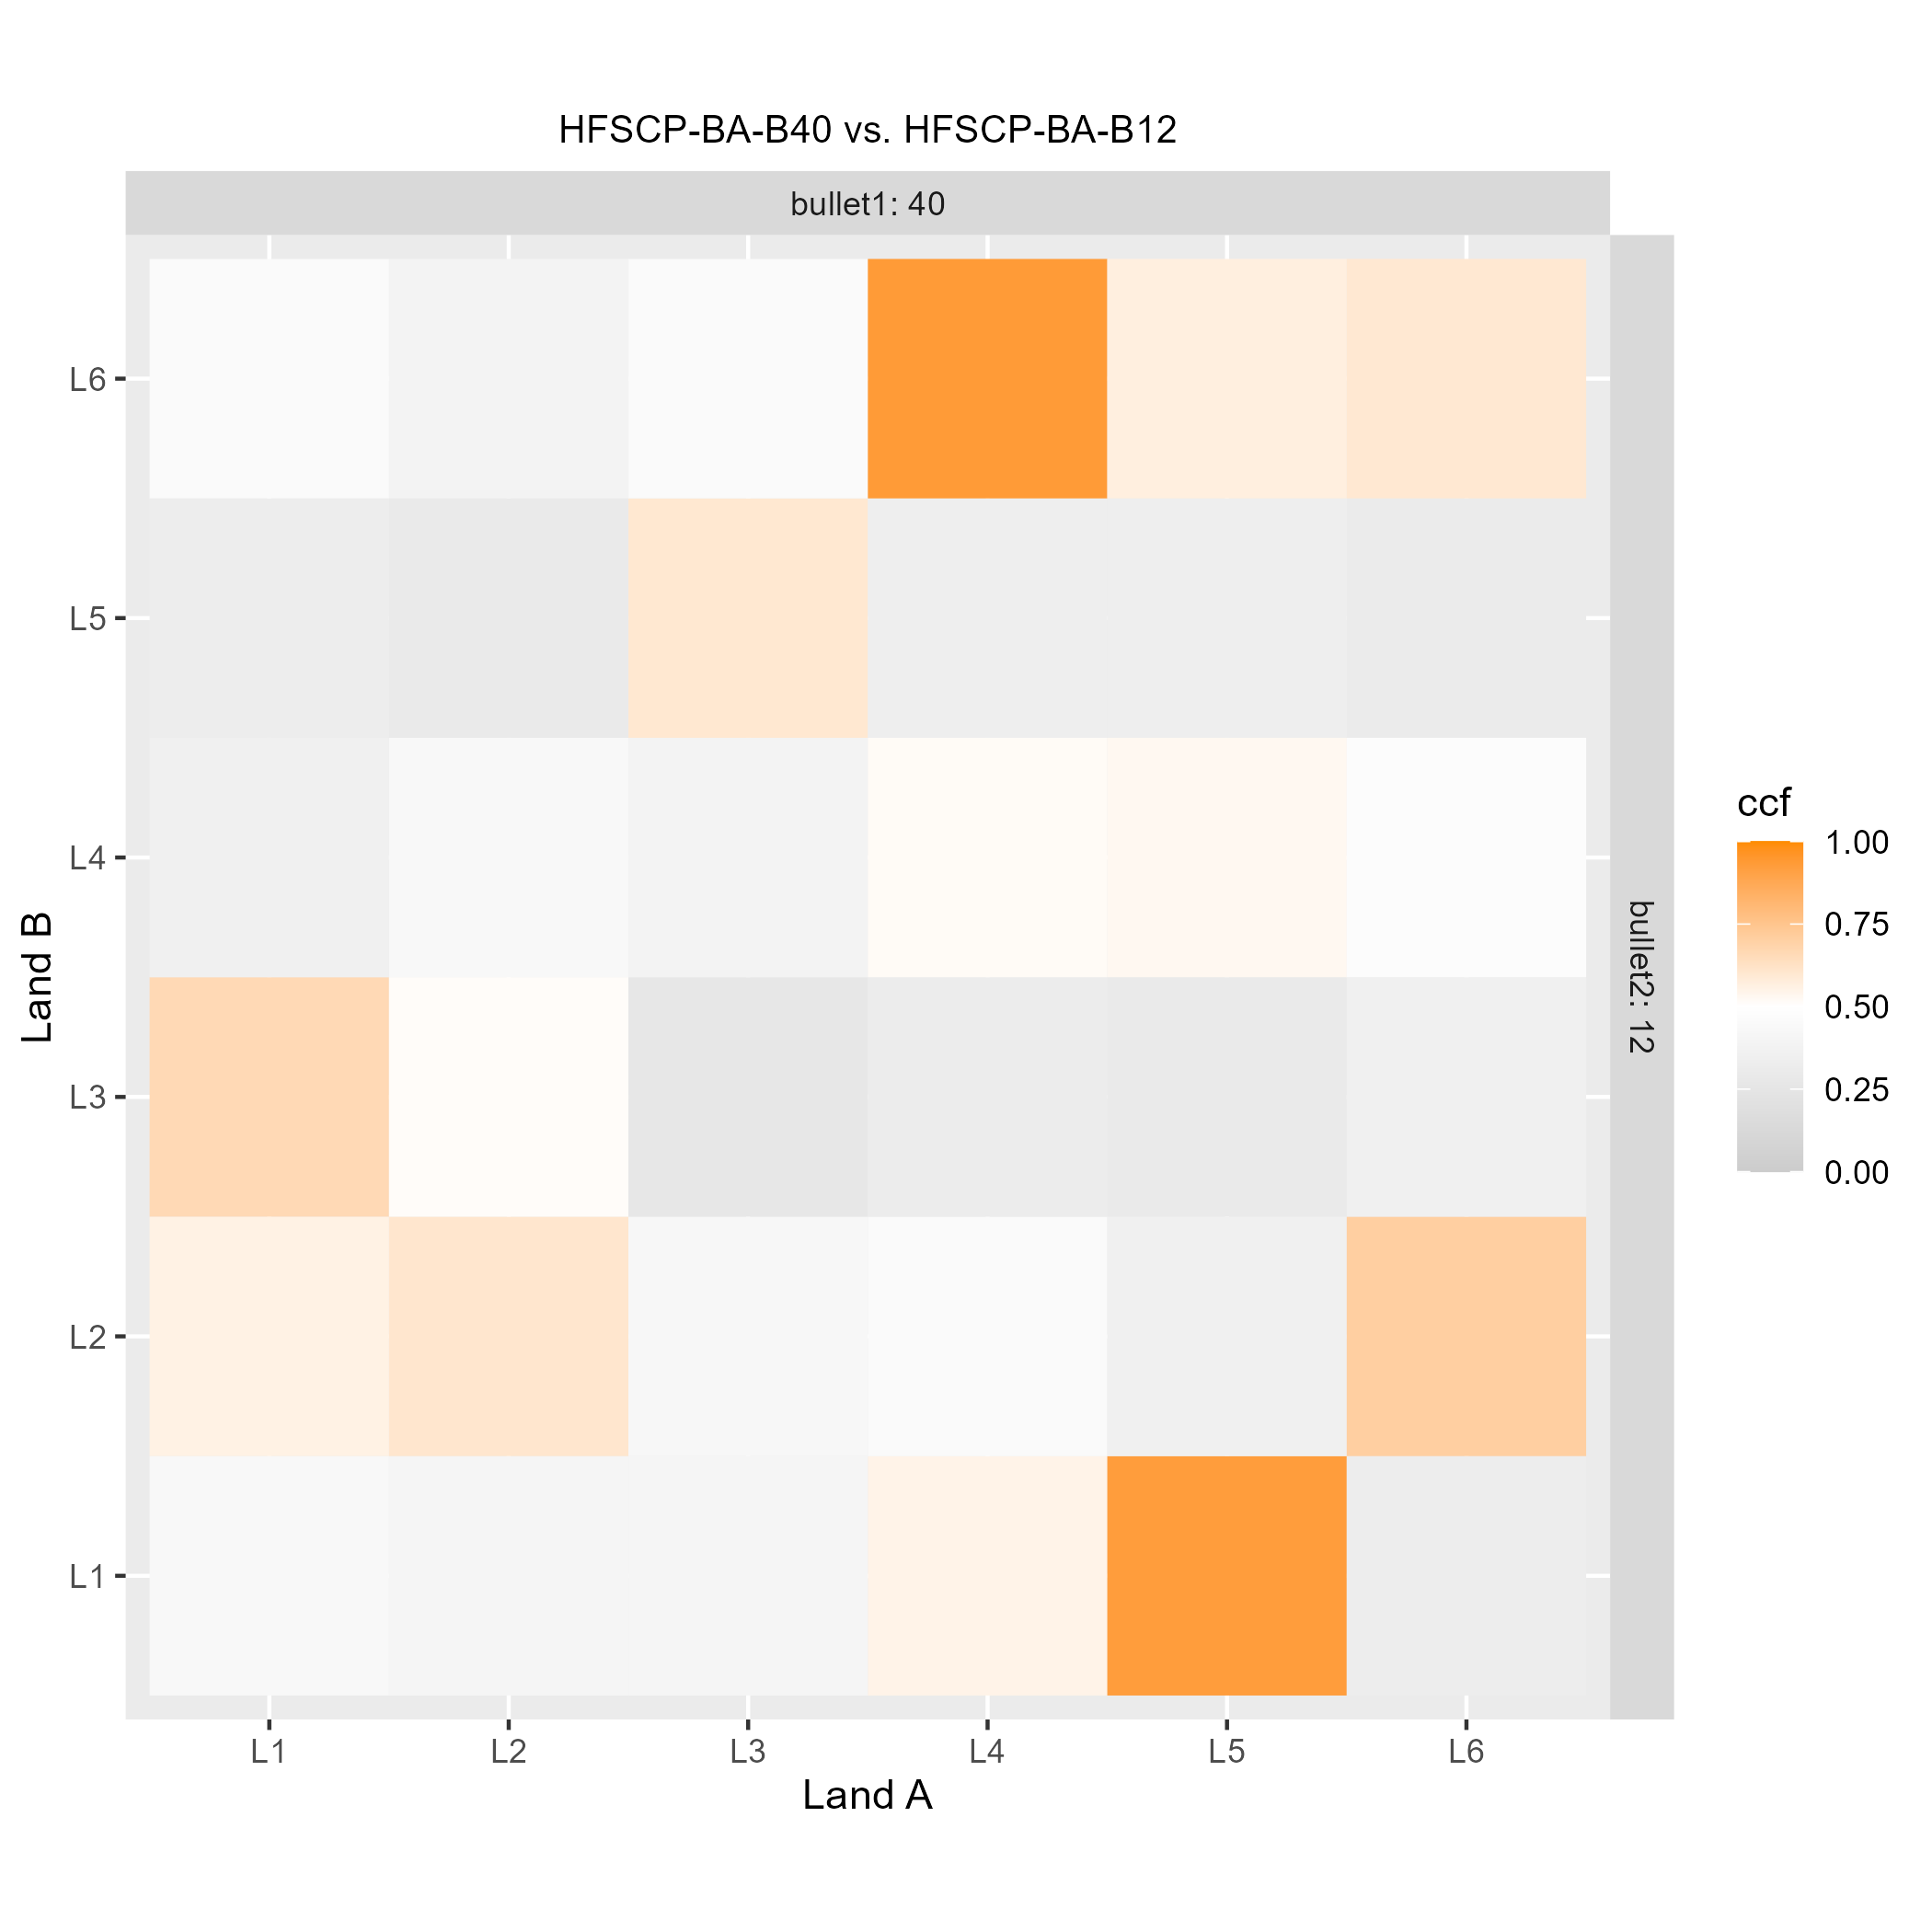 HFSCP-BA-B40 vs. HFSCP-BA-B12
bullet1: 40
L6
L5
L4
L3
L2
L1
Land B
bullet2: 12
L1 L2 L3 L4 L5 L6
Land A
ccf
1.00
0.75
0.50
0.25
0.00